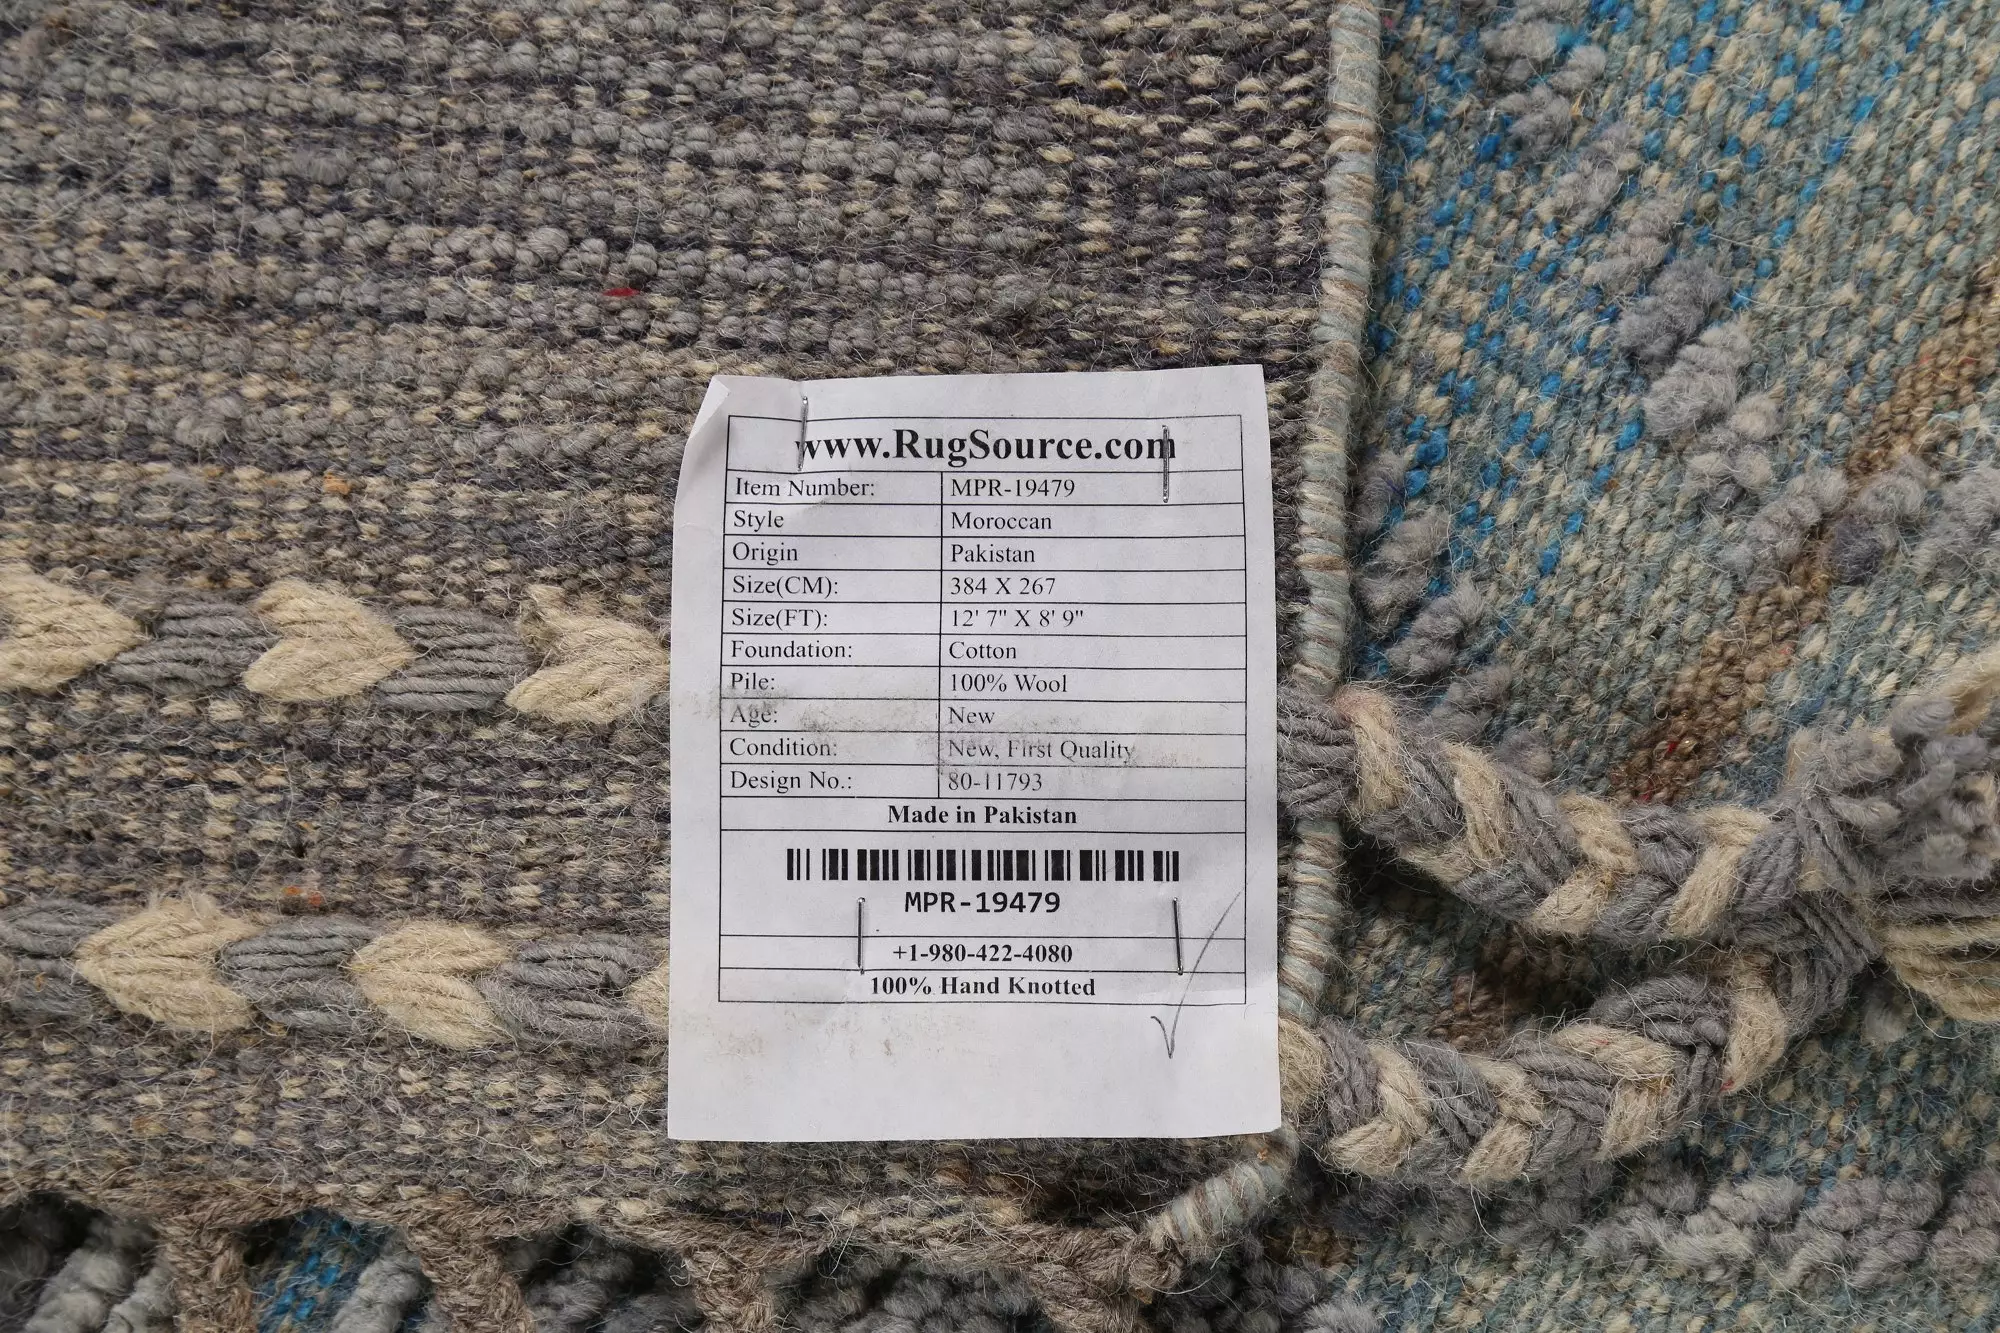 www.RugSource.com
Item Number: MPR-19479
Style Moroccan
Origin Pakistan
Size(CM): 384 X 267
Size(FT): 12' 7" X 8' 9"
Foundation: Cotton
Pile: 100% Wool
Age: New
Condition: New, First Quality
Design No.: 80-11793
Made in Pakistan
MPR-19479
+1-980-422-4080
100% Hand Knotted